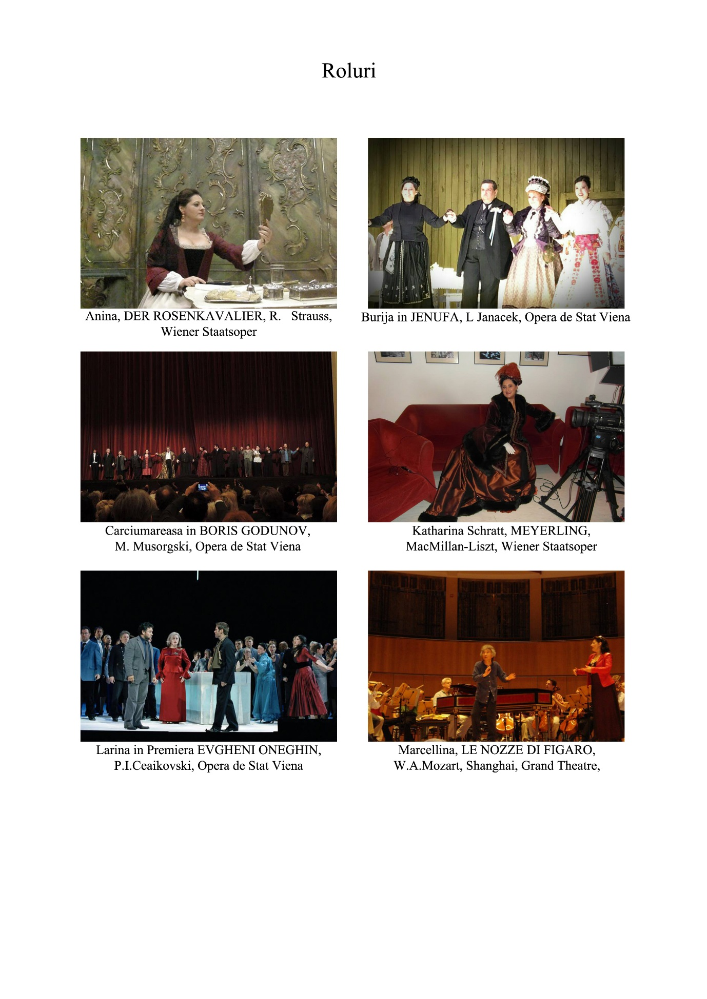 Roluri
Anina, DER ROSENKAVALIER, R. Strauss,
Wiener Staatsoper
Burija in JENUFA, L Janacek, Opera de Stat Viena
Carciumareasa in BORIS GODUNOV,
M. Musorgski, Opera de Stat Viena
Katharina Schratt, MEYERLING,
MacMillan-Liszt, Wiener Staatsoper
Larina in Premiera EVGHENI ONEGHIN,
P.I.Ceaikovski, Opera de Stat Viena
Marcellina, LE NOZZE DI FIGARO,
W.A.Mozart, Shanghai, Grand Theatre,